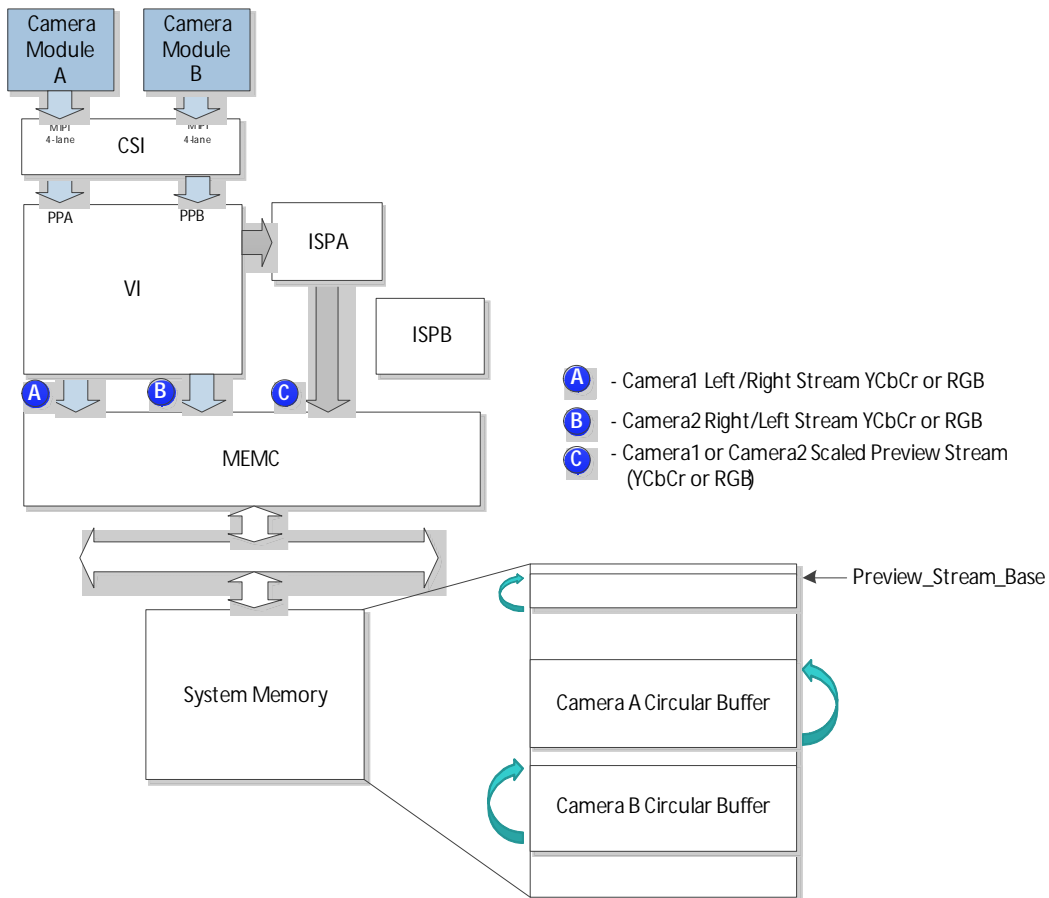 Camera
Module
A
Camera
Module
B
MIPI
4-lane
MIPI
4-lane
CSI
PPA
PPB
VI
ISPA
ISPB
A
B
C
MEMC
A - Camera1 Left/Right Stream YCbCr or RGB
B - Camera2 Right/Left Stream YCbCr or RGB
C - Camera1 or Camera2 Scaled Preview Stream
(YCbCr or RGB)
Preview_Stream_Base
System Memory
Camera A Circular Buffer
Camera B Circular Buffer